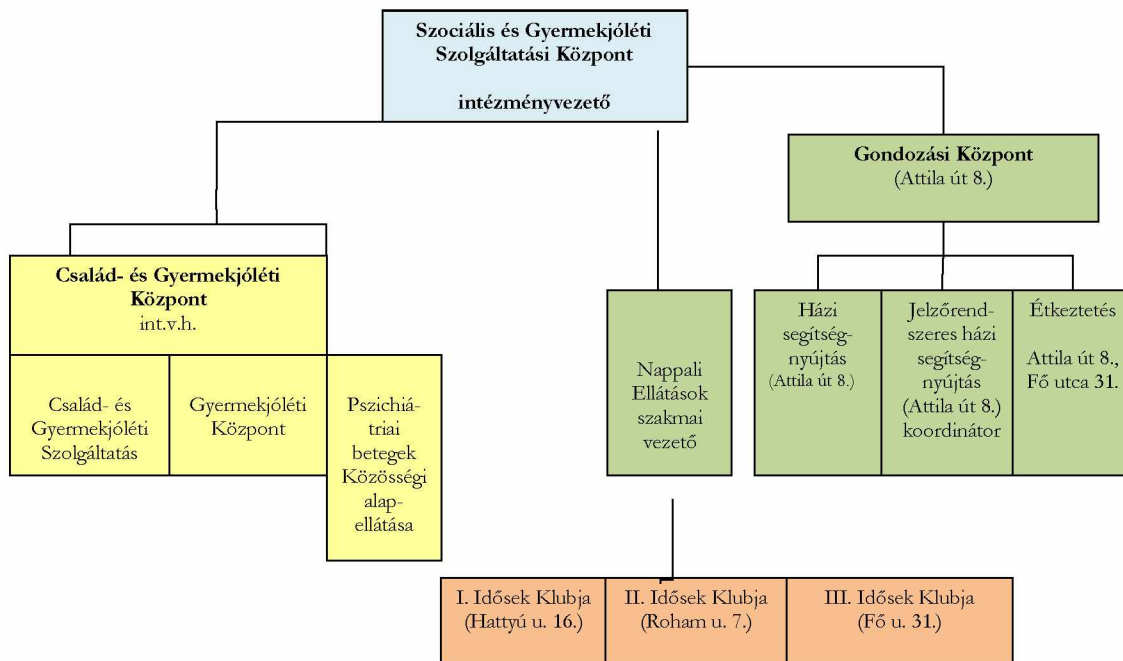 Szociális és Gyermekjóléti
Szolgáltatási Központ
intézményvezető
Gondozási Központ
(Attila út 8.)
Család- és Gyermekjóléti
Központ
int.v.h.
Család- és
Gyermekjóléti
Szolgáltatás
Gyermekjóléti
Központ
Pszichiá-
triai
betegek
Közösségi
alap-
ellátása
Nappali
Ellátások
szakmai
vezető
Házi
segítség-
nyújtás
(Attila út 8.)
Jelzőrend-
szeres házi
segítség-
nyújtás
(Attila út 8.)
koordinátor
Étkeztetés
Attila út 8.,
Fő utca 31.
I. Idősek Klubja
(Hattyú u. 16.)
II. Idősek Klubja
(Roham u. 7.)
III. Idősek Klubja
(Fő u. 31.)